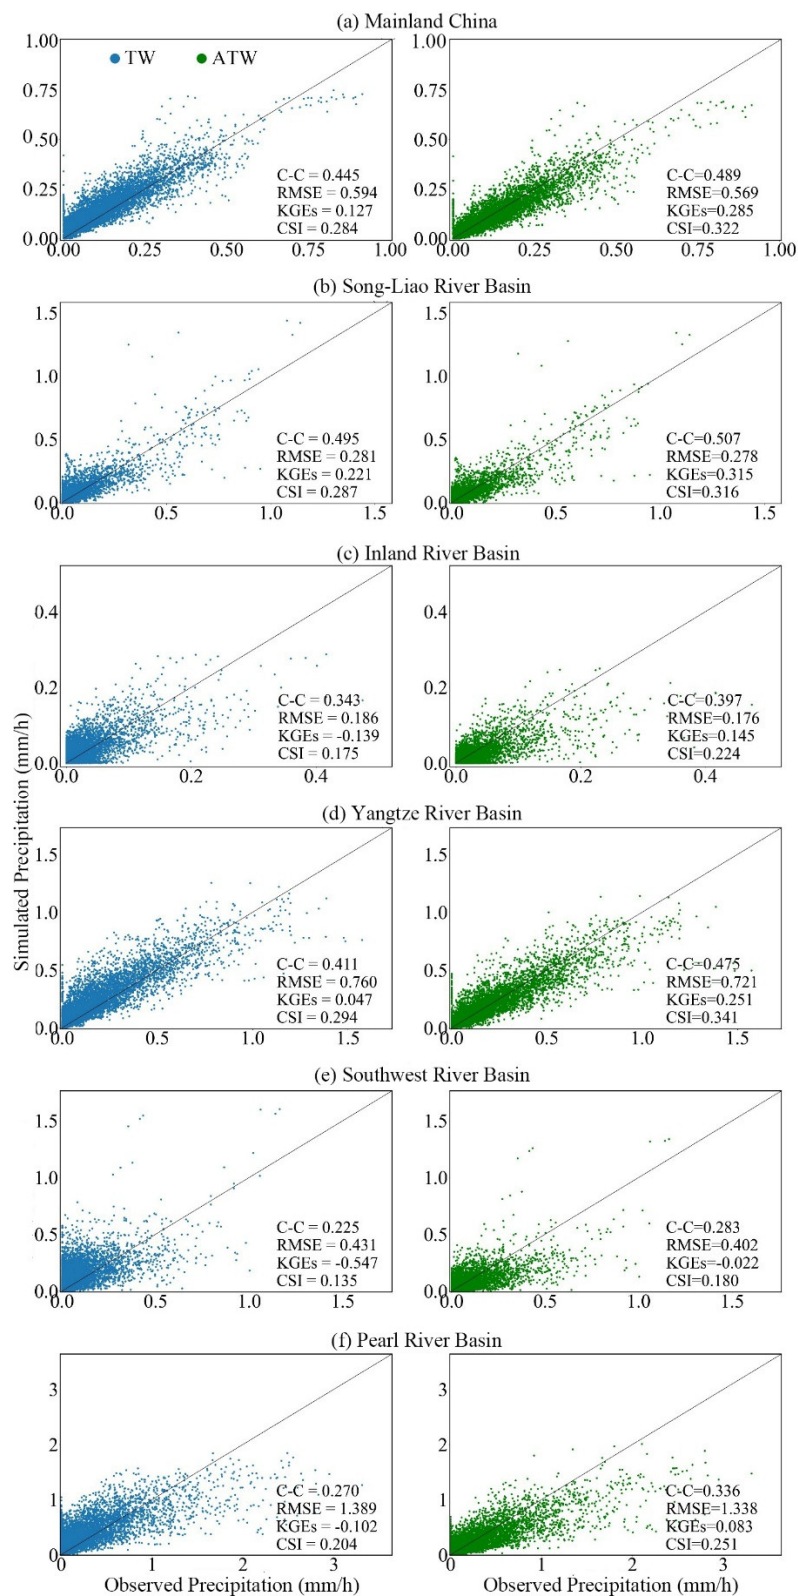 (a) Mainland China
1.00
0.75
0.50
0.25
0.00
TW
ATW
C-C = 0.445
RMSE = 0.594
KGEs = 0.127
CSI = 0.284
0.00 0.25 0.50 0.75 1.00
1.00
0.75
0.50
0.25
0.00
C-C=0.489
RMSE=0.569
KGEs=0.285
CSI=0.322
0.00 0.25 0.50 0.75 1.00
(b) Song-Liao River Basin
1.5
1.0
0.5
0.0
C-C = 0.495
RMSE = 0.281
KGEs = 0.221
CSI = 0.287
0.0 0.5 1.0 1.5
1.5
1.0
0.5
0.0
C-C=0.507
RMSE=0.278
KGEs=0.315
CSI=0.316
0.0 0.5 1.0 1.5
(c) Inland River Basin
0.4
0.2
0.0
C-C = 0.343
RMSE = 0.186
KGEs = -0.139
CSI = 0.175
0.0 0.2 0.4
0.4
0.2
0.0
C-C=0.397
RMSE=0.176
KGEs=0.145
CSI=0.224
0.0 0.2 0.4
Simulated Precipitation (mm/h)
(d) Yangtze River Basin
1.5
1.0
0.5
0.0
C-C = 0.411
RMSE = 0.760
KGEs = 0.047
CSI = 0.294
0.0 0.5 1.0 1.5
1.5
1.0
0.5
0.0
C-C=0.475
RMSE=0.721
KGEs=0.251
CSI=0.341
0.0 0.5 1.0 1.5
(e) Southwest River Basin
1.5
1.0
0.5
0.0
C-C = 0.225
RMSE = 0.431
KGEs = -0.547
CSI = 0.135
0.0 0.5 1.0 1.5
1.5
1.0
0.5
0.0
C-C=0.283
RMSE=0.402
KGEs=-0.022
CSI=0.180
0.0 0.5 1.0 1.5
(f) Pearl River Basin
3
2
1
0
C-C = 0.270
RMSE = 1.389
KGEs = -0.102
CSI = 0.204
0 1 2 3
Observed Precipitation (mm/h)
3
2
1
0
C-C=0.336
RMSE=1.338
KGEs=0.083
CSI=0.251
0 1 2 3
Observed Precipitation (mm/h)